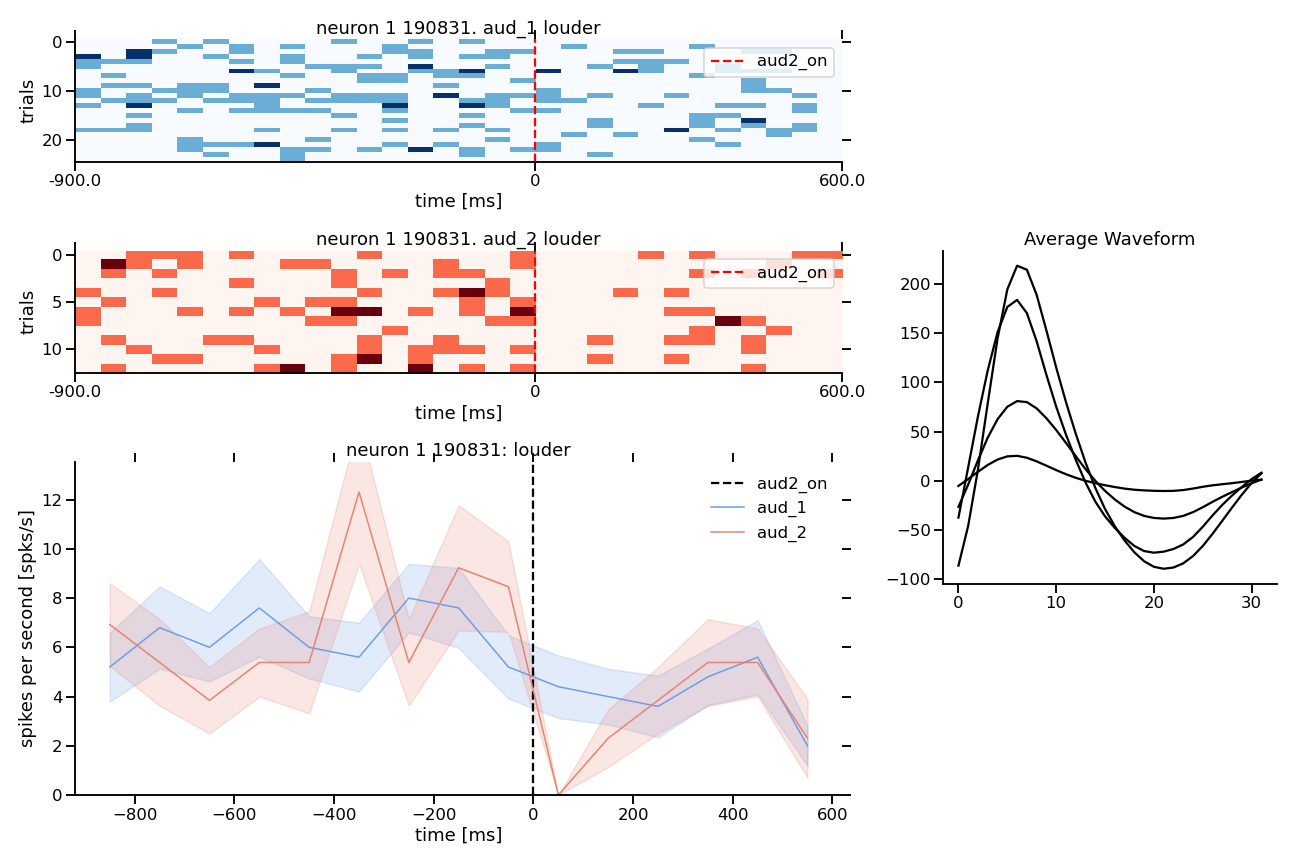 neuron 1 190831. aud_1 louder
trials
0
10
20
aud2_on
-900.0
0
600.0
time [ms]
neuron 1 190831. aud_2 louder
trials
0
5
10
aud2_on
-900.0
0
600.0
time [ms]
neuron 1 190831: louder
spikes per second [spks/s]
12
10
8
6
4
2
0
aud2_on
aud_1
aud_2
−800
−600
−400
−200
0
200
400
600
time [ms]
Average Waveform
200
150
100
50
0
−50
−100
0
10
20
30